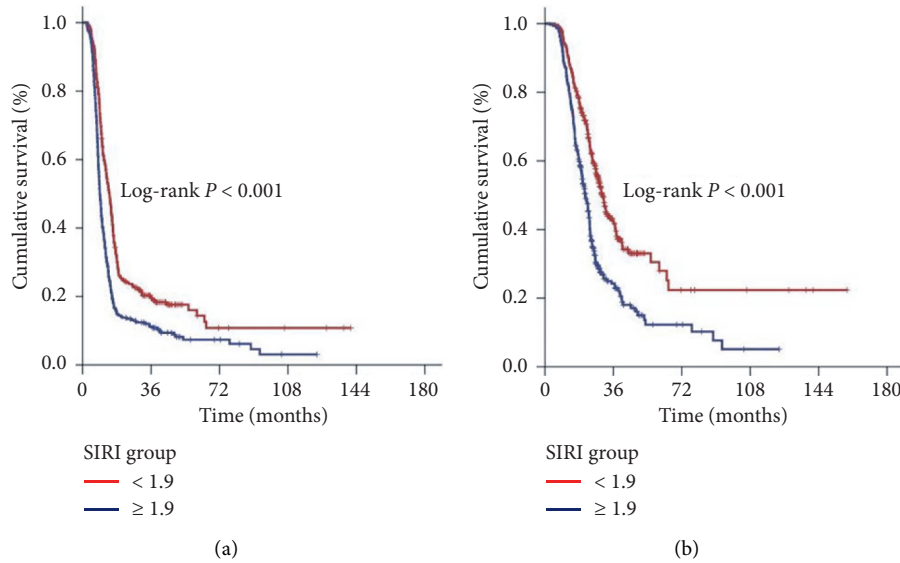 Cumulative survival (%)
1.0
0.8
0.6
0.4
0.2
0.0
Log-rank P < 0.001
0 36 72 108 144 180
Time (months)
SIRI group
< 1.9
≥ 1.9
(a)
Cumulative survival (%)
1.0
0.8
0.6
0.4
0.2
0.0
Log-rank P < 0.001
0 36 72 108 144 180
Time (months)
SIRI group
< 1.9
≥ 1.9
(b)